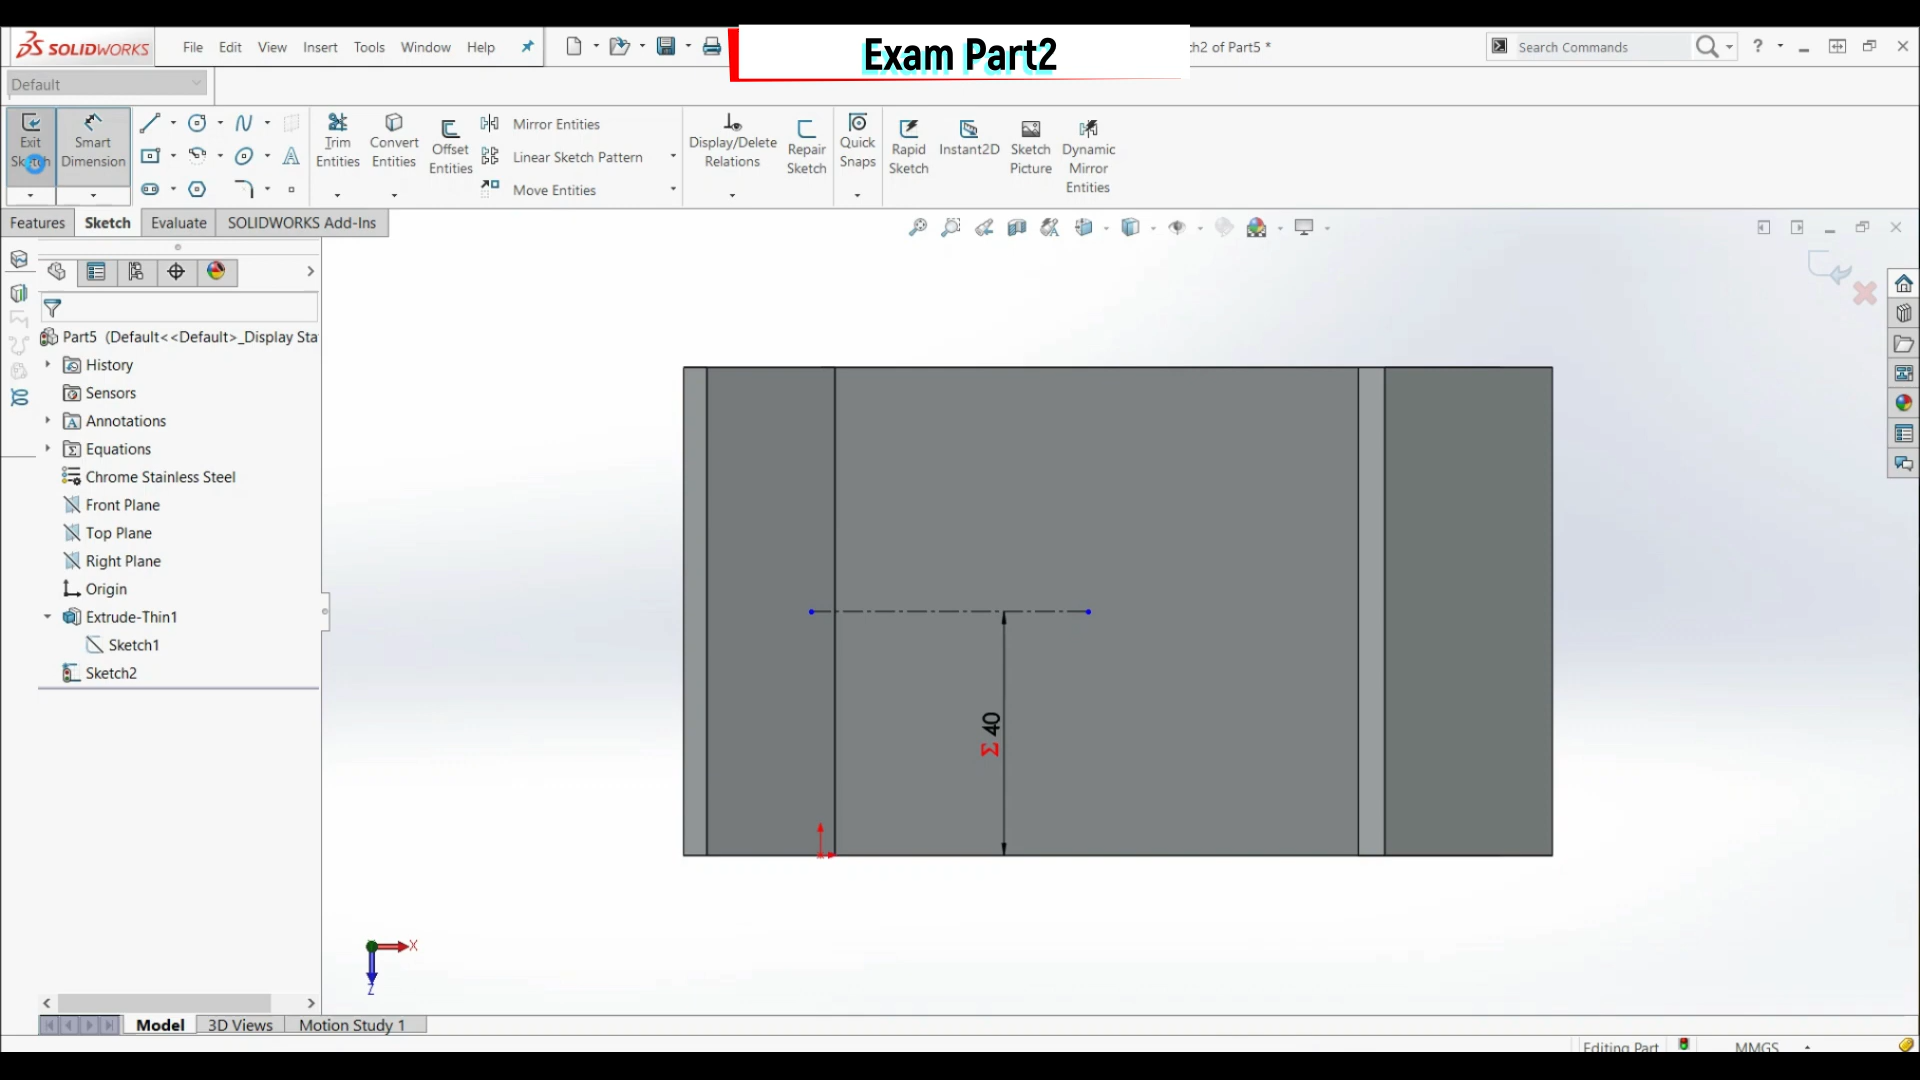 SOLIDWORKS
File Edit View Insert Tools Window Help
Exam Part2
ch2 of Part5 *
Search Commands
?
Default
Exit Sketch
Smart Dimension
Trim Entities
Convert Entities
Offset Entities
Mirror Entities
Linear Sketch Pattern
Move Entities
Display/Delete Relations
Repair Sketch
Quick Snaps
Rapid Sketch
Instant2D
Sketch Picture
Dynamic Mirror Entities
Features Sketch Evaluate SOLIDWORKS Add-Ins
Part5 (Default<<Default>_Display Sta
History
Sensors
Annotations
Equations
Chrome Stainless Steel
Front Plane
Top Plane
Right Plane
Origin
Extrude-Thin1
Sketch1
Sketch2
Σ 40
X
Z
Model 3D Views Motion Study 1
Editing Part
MMGS